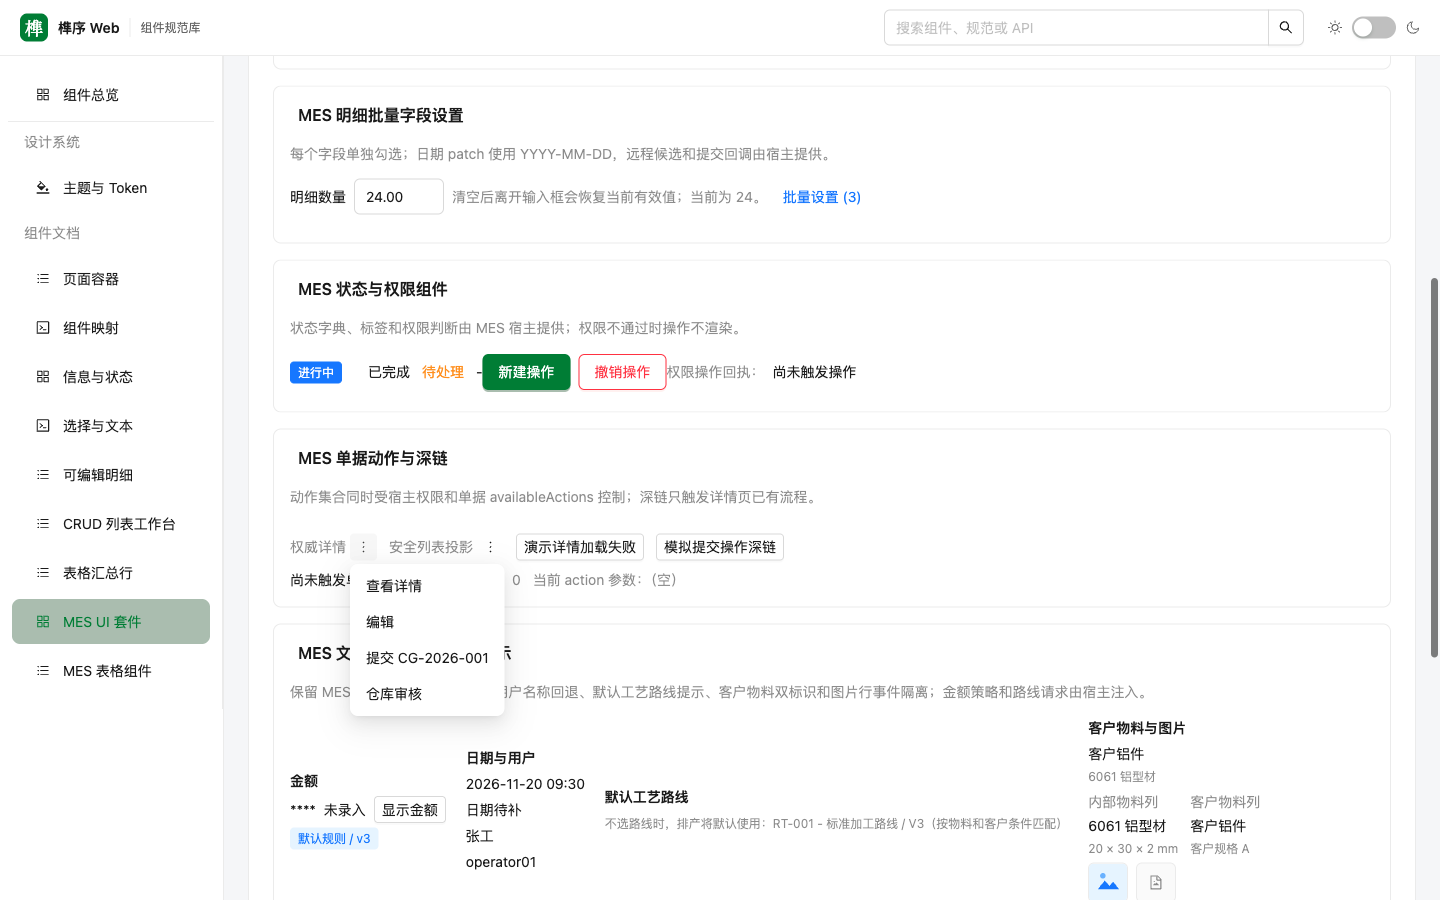 榫 榫序 Web 组件规范库
搜索组件、规范或 API
组件总览
设计系统
主题与 Token
组件文档
页面容器
组件映射
信息与状态
选择与文本
可编辑明细
CRUD 列表工作台
表格汇总行
MES UI 套件
MES 表格组件
MES 明细批量字段设置
每个字段单独勾选；日期 patch 使用 YYYY-MM-DD，远程候选和提交回调由宿主提供。
明细数量 24.00 清空后离开输入框会恢复当前有效值；当前为 24。 批量设置 (3)
MES 状态与权限组件
状态字典、标签和权限判断由 MES 宿主提供；权限不通过时操作不渲染。
进行中 已完成 待处理 - 新建操作 撤销操作 权限操作回执： 尚未触发操作
MES 单据动作与深链
动作集合同时受宿主权限和单据 availableActions 控制；深链只触发详情页已有流程。
权威详情 安全列表投影 演示详情加载失败 模拟提交操作深链
尚未触发 0 当前 action 参数：（空）
查看详情
编辑
提交 CG-2026-001
仓库审核
MES 文 示
保留 MES 用户名称回退、默认工艺路线提示、客户物料双标识和图片行事件隔离；金额策略和路线请求由宿主注入。
金额
**** 未录入 显示金额
默认规则 / v3
日期与用户
2026-11-20 09:30
日期待补
张工
operator01
默认工艺路线
不选路线时，排产将默认使用：RT-001 - 标准加工路线 / V3（按物料和客户条件匹配）
客户物料与图片
客户铝件
6061 铝型材
内部物料列 客户物料列
6061 铝型材 客户铝件
20 × 30 × 2 mm 客户规格 A